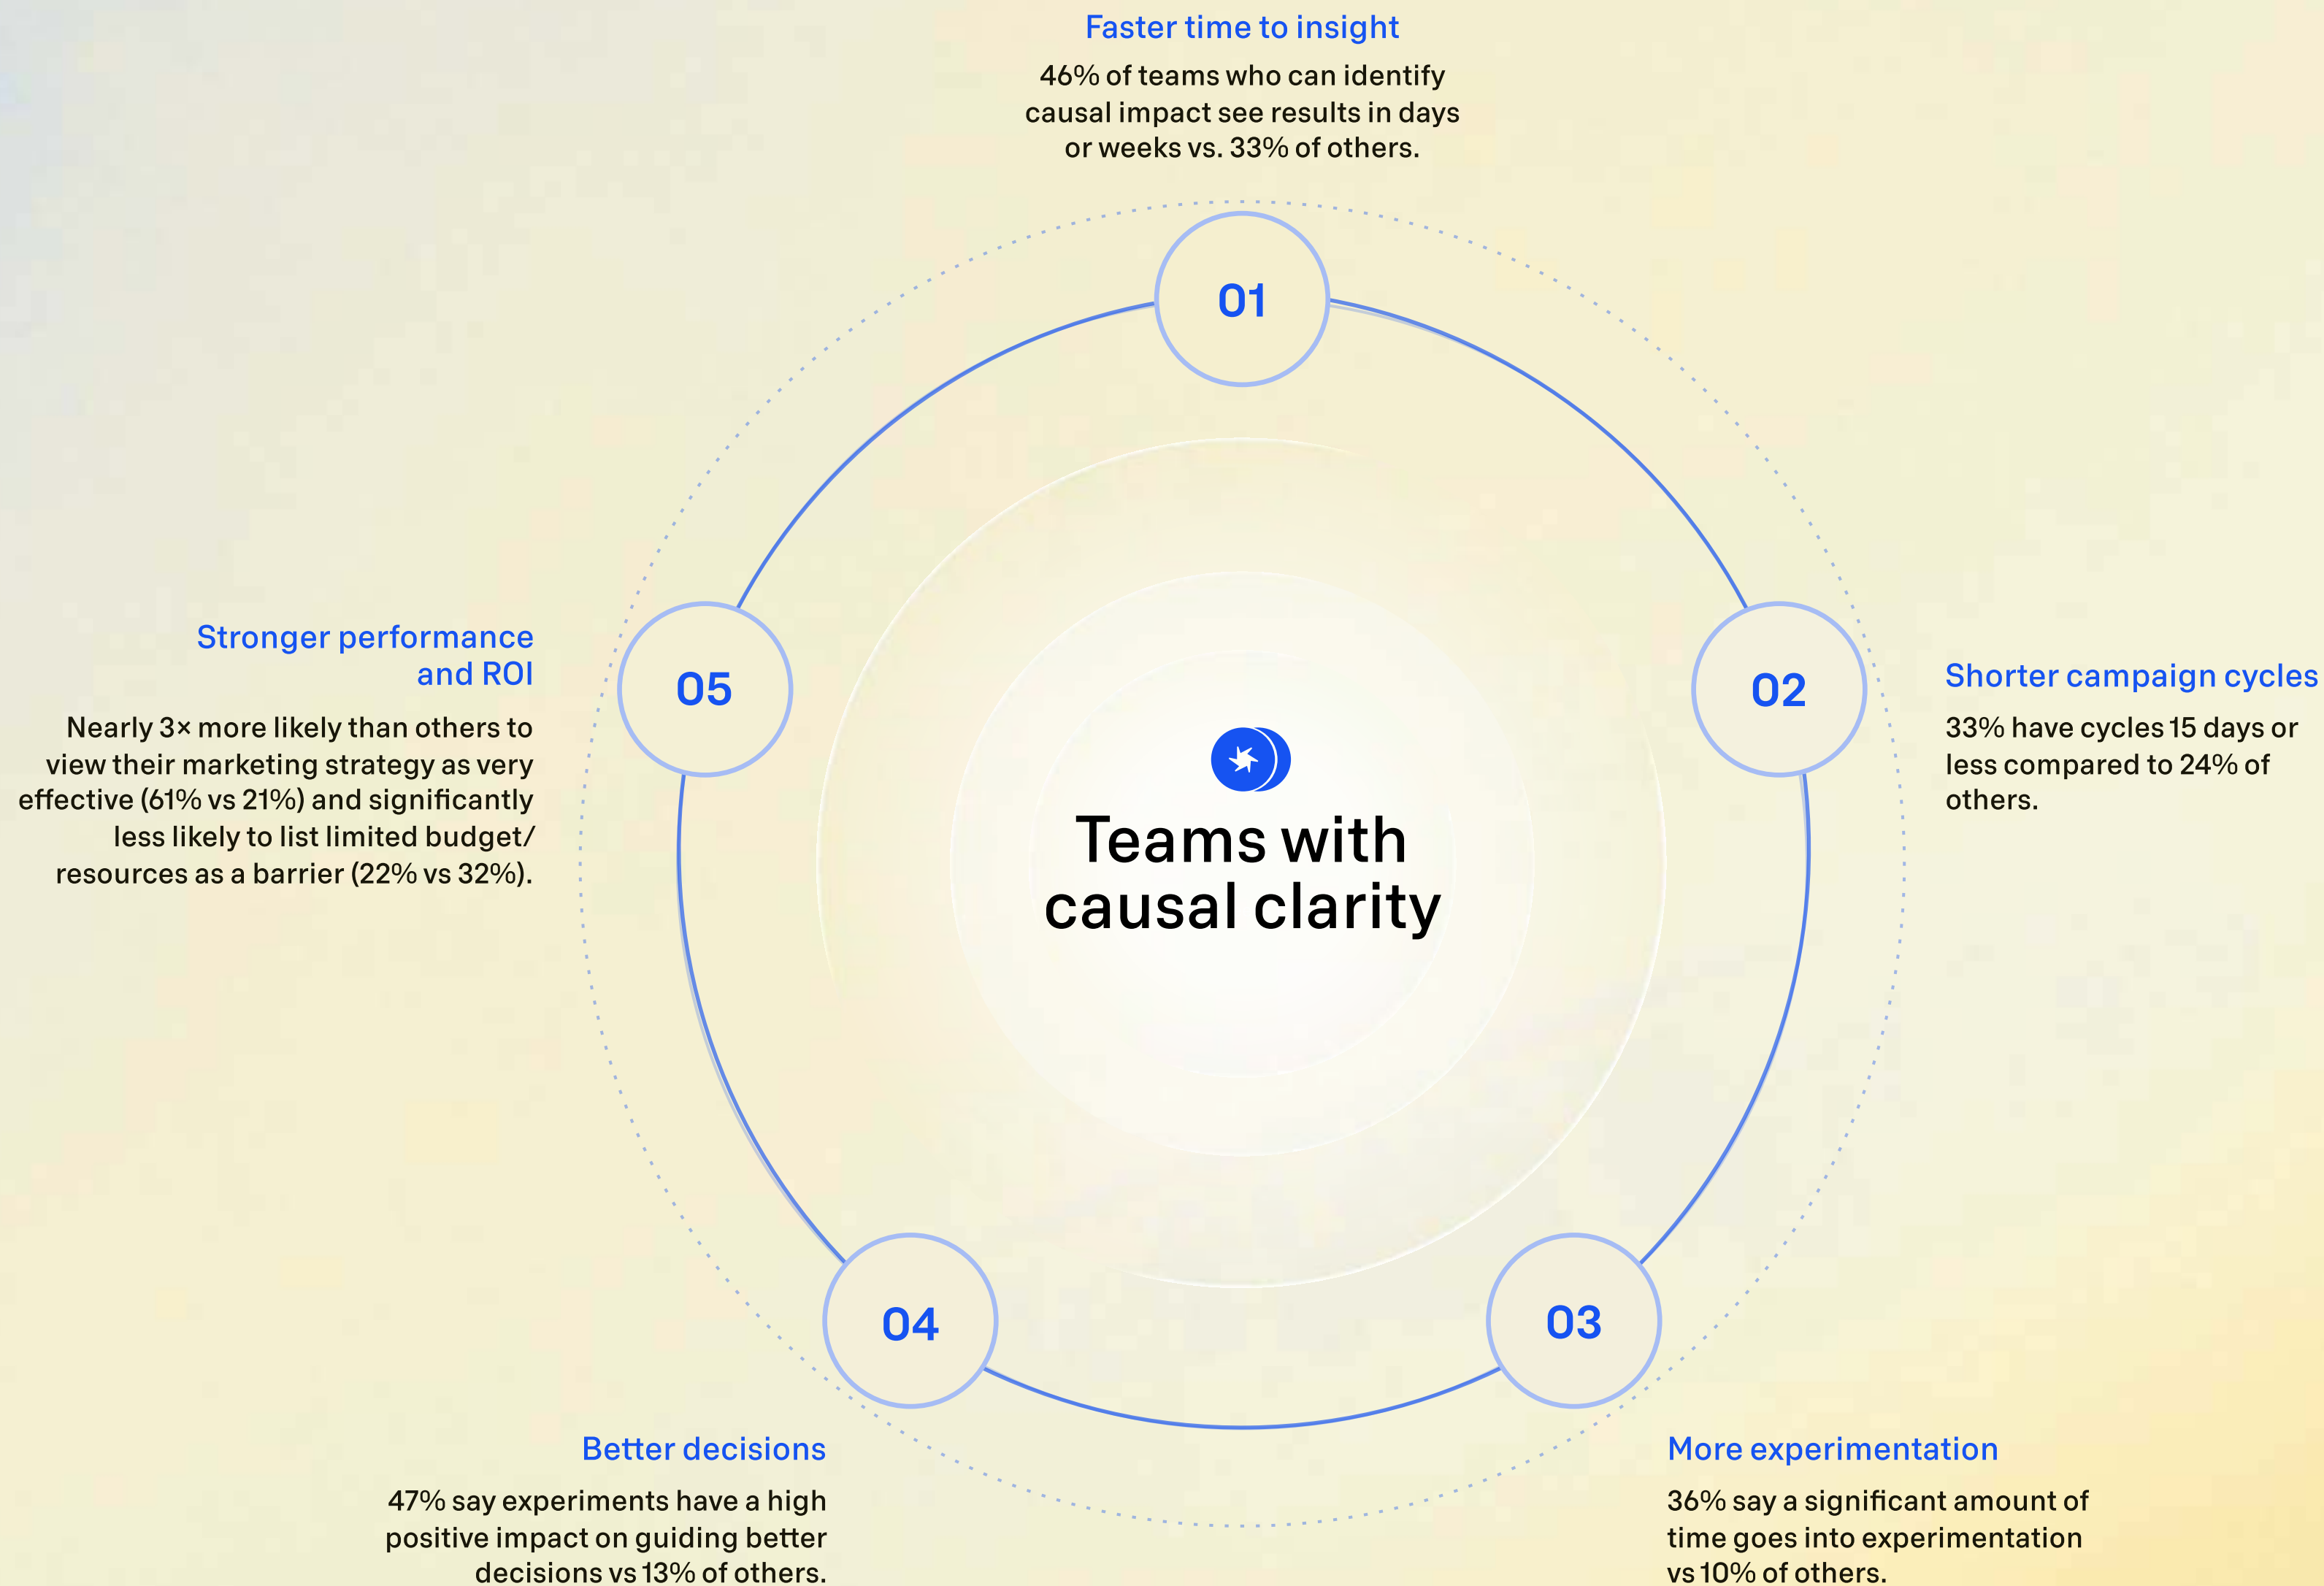 Faster time to insight
46% of teams who can identify
causal impact see results in days
or weeks vs. 33% of others.
01
Stronger performance
and ROI
Nearly 3× more likely than others to
view their marketing strategy as very
effective (61% vs 21%) and significantly
less likely to list limited budget/
resources as a barrier (22% vs 32%).
05
Teams with
causal clarity
02
Shorter campaign cycles
33% have cycles 15 days or
less compared to 24% of
others.
04
Better decisions
47% say experiments have a high
positive impact on guiding better
decisions vs 13% of others.
03
More experimentation
36% say a significant amount of
time goes into experimentation
vs 10% of others.